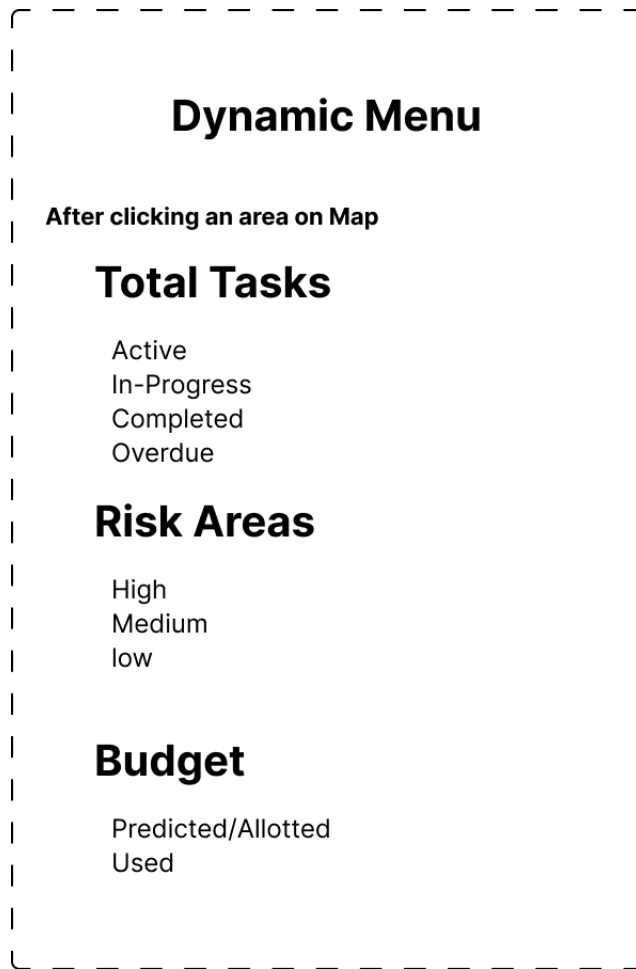 Dynamic Menu
After clicking an area on Map
Total Tasks
Active
In-Progress
Completed
Overdue
Risk Areas
High
Medium
low
Budget
Predicted/Allotted
Used